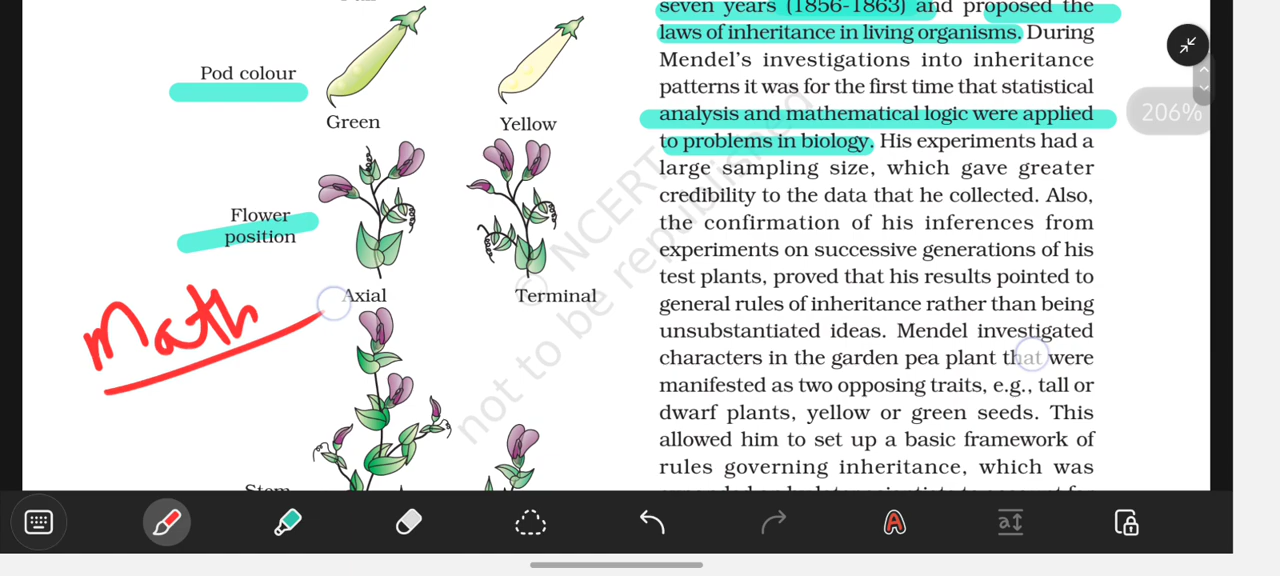 Pod colour
Green
Yellow
Flower
position
Axial
Terminal
Math
seven years (1856-1863) and proposed the
laws of inheritance in living organisms. During
Mendel's investigations into inheritance
patterns it was for the first time that statistical
analysis and mathematical logic were applied
to problems in biology. His experiments had a
large sampling size, which gave greater
credibility to the data that he collected. Also,
the confirmation of his inferences from
experiments on successive generations of his
test plants, proved that his results pointed to
general rules of inheritance rather than being
unsubstantiated ideas. Mendel investigated
characters in the garden pea plant that were
manifested as two opposing traits, e.g., tall or
dwarf plants, yellow or green seeds. This
allowed him to set up a basic framework of
rules governing inheritance, which was
© NCERT
not to be republished
206%